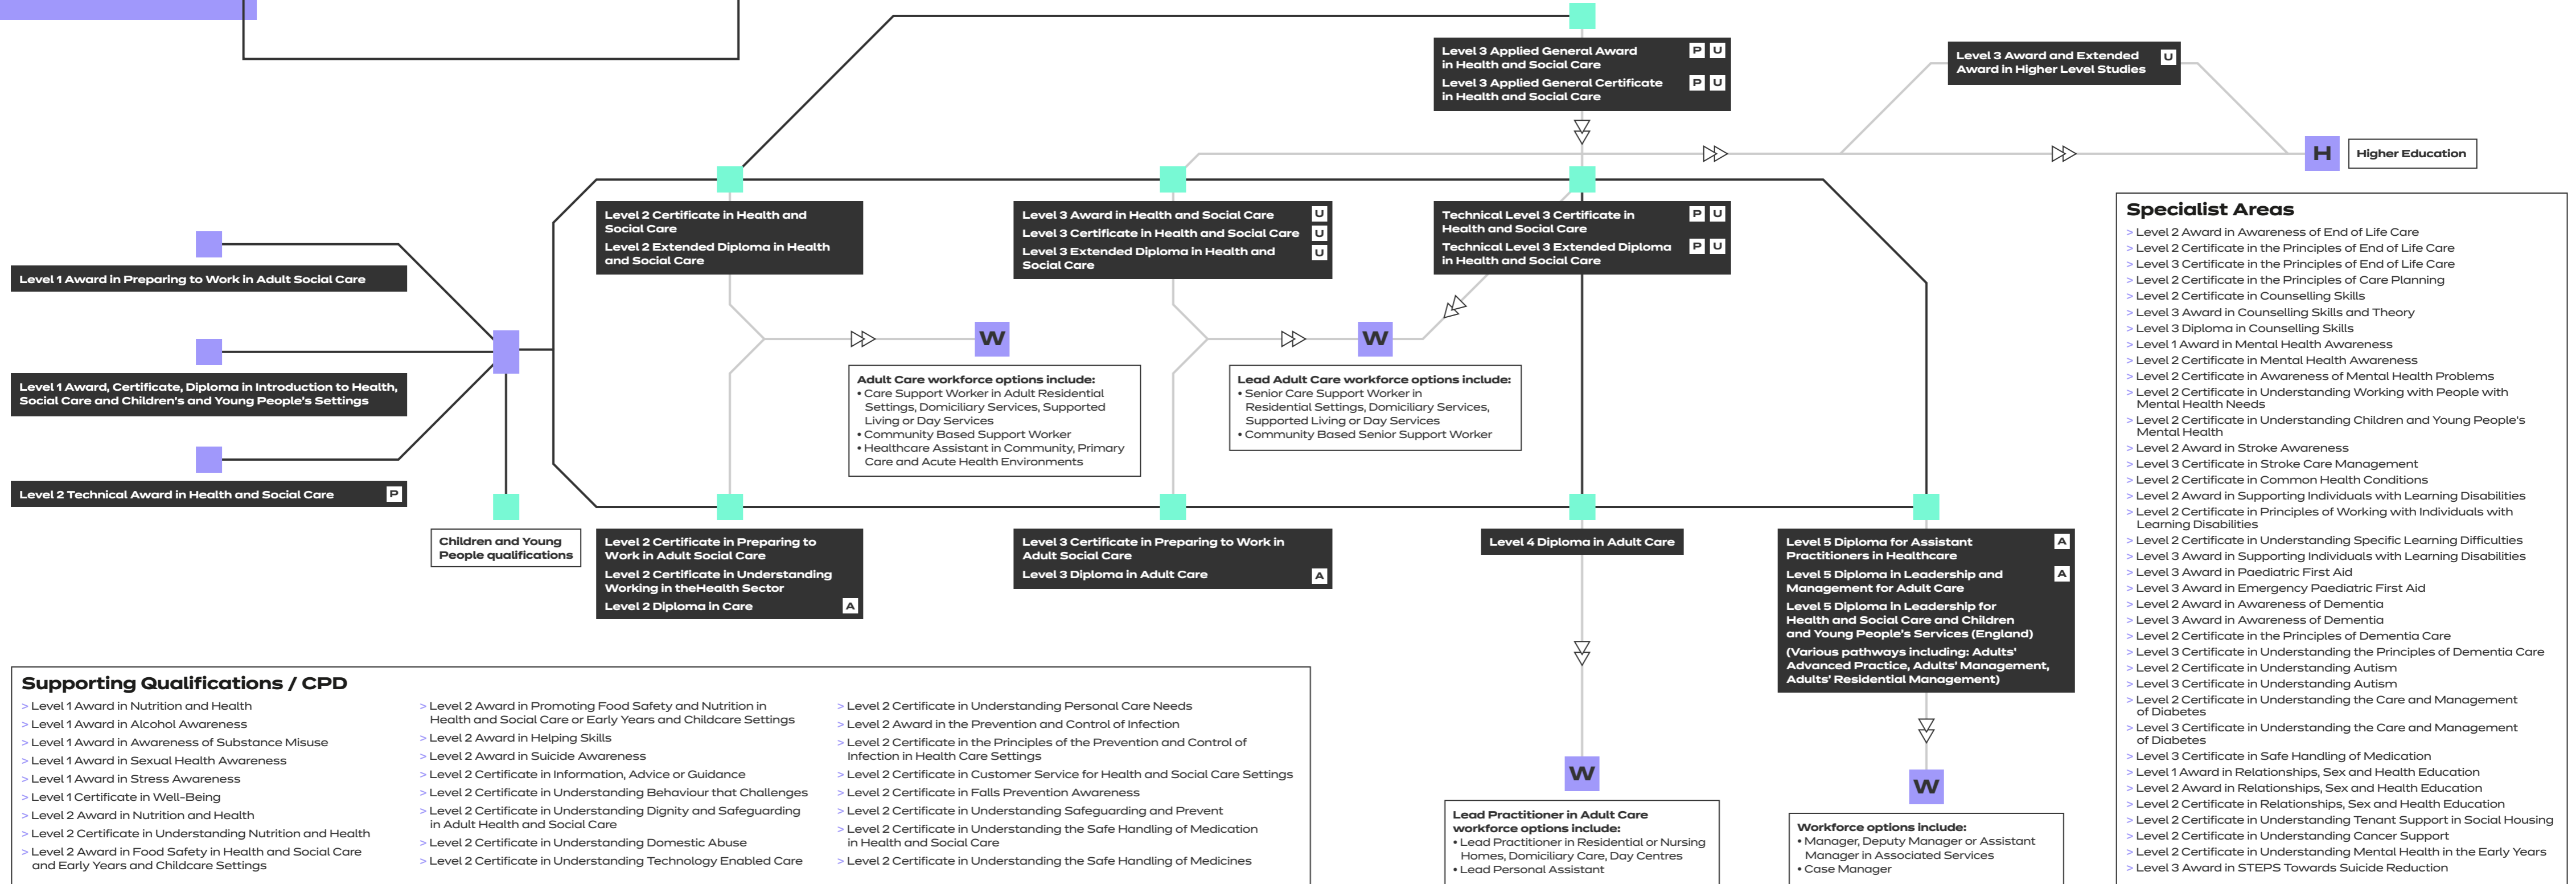 Level 3 Applied General Award P U
in Health and Social Care
Level 3 Applied General Certificate P U
in Health and Social Care
Level 3 Award and Extended U
Award in Higher Level Studies
H Higher Education
Level 1 Award in Preparing to Work in Adult Social Care
Level 1 Award, Certificate, Diploma in Introduction to Health,
Social Care and Children's and Young People's Settings
Level 2 Technical Award in Health and Social Care P
Children and Young
People qualifications
Level 2 Certificate in Health and
Social Care
Level 2 Extended Diploma in Health
and Social Care
Level 3 Award in Health and Social Care U
Level 3 Certificate in Health and Social Care U
Level 3 Extended Diploma in Health and U
Social Care
Technical Level 3 Certificate in P U
Health and Social Care
Technical Level 3 Extended Diploma P U
in Health and Social Care
W
Adult Care workforce options include:
• Care Support Worker in Adult Residential
Settings, Domiciliary Services, Supported
Living or Day Services
• Community Based Support Worker
• Healthcare Assistant in Community, Primary
Care and Acute Health Environments
W
Lead Adult Care workforce options include:
• Senior Care Support Worker in
Residential Settings, Domiciliary Services,
Supported Living or Day Services
• Community Based Senior Support Worker
Level 2 Certificate in Preparing to
Work in Adult Social Care
Level 2 Certificate in Understanding
Working in theHealth Sector
Level 2 Diploma in Care A
Level 3 Certificate in Preparing to Work in
Adult Social Care
Level 3 Diploma in Adult Care A
Level 4 Diploma in Adult Care
Level 5 Diploma for Assistant A
Practitioners in Healthcare
Level 5 Diploma in Leadership and A
Management for Adult Care
Level 5 Diploma in Leadership for
Health and Social Care and Children
and Young People's Services (England)
(Various pathways including: Adults'
Advanced Practice, Adults' Management,
Adults' Residential Management)
W
Lead Practitioner in Adult Care
workforce options include:
• Lead Practitioner in Residential or Nursing
Homes, Domiciliary Care, Day Centres
• Lead Personal Assistant
W
Workforce options include:
• Manager, Deputy Manager or Assistant
Manager in Associated Services
• Case Manager
Supporting Qualifications / CPD
> Level 1 Award in Nutrition and Health
> Level 1 Award in Alcohol Awareness
> Level 1 Award in Awareness of Substance Misuse
> Level 1 Award in Sexual Health Awareness
> Level 1 Award in Stress Awareness
> Level 1 Certificate in Well-Being
> Level 2 Award in Nutrition and Health
> Level 2 Certificate in Understanding Nutrition and Health
> Level 2 Award in Food Safety in Health and Social Care
and Early Years and Childcare Settings
> Level 2 Award in Promoting Food Safety and Nutrition in
Health and Social Care or Early Years and Childcare Settings
> Level 2 Award in Helping Skills
> Level 2 Award in Suicide Awareness
> Level 2 Certificate in Information, Advice or Guidance
> Level 2 Certificate in Understanding Behaviour that Challenges
> Level 2 Certificate in Understanding Dignity and Safeguarding
in Adult Health and Social Care
> Level 2 Certificate in Understanding Domestic Abuse
> Level 2 Certificate in Understanding Technology Enabled Care
> Level 2 Certificate in Understanding Personal Care Needs
> Level 2 Award in the Prevention and Control of Infection
> Level 2 Certificate in the Principles of the Prevention and Control of
Infection in Health Care Settings
> Level 2 Certificate in Customer Service for Health and Social Care Settings
> Level 2 Certificate in Falls Prevention Awareness
> Level 2 Certificate in Understanding Safeguarding and Prevent
> Level 2 Certificate in Understanding the Safe Handling of Medication
in Health and Social Care
> Level 2 Certificate in Understanding the Safe Handling of Medicines
Specialist Areas
> Level 2 Award in Awareness of End of Life Care
> Level 2 Certificate in the Principles of End of Life Care
> Level 3 Certificate in the Principles of End of Life Care
> Level 2 Certificate in the Principles of Care Planning
> Level 2 Certificate in Counselling Skills
> Level 3 Award in Counselling Skills and Theory
> Level 3 Diploma in Counselling Skills
> Level 1 Award in Mental Health Awareness
> Level 2 Certificate in Mental Health Awareness
> Level 2 Certificate in Awareness of Mental Health Problems
> Level 2 Certificate in Understanding Working with People with
Mental Health Needs
> Level 2 Certificate in Understanding Children and Young People's
Mental Health
> Level 2 Award in Stroke Awareness
> Level 3 Certificate in Stroke Care Management
> Level 2 Certificate in Common Health Conditions
> Level 2 Award in Supporting Individuals with Learning Disabilities
> Level 2 Certificate in Principles of Working with Individuals with
Learning Disabilities
> Level 2 Certificate in Understanding Specific Learning Difficulties
> Level 3 Award in Supporting Individuals with Learning Disabilities
> Level 3 Award in Paediatric First Aid
> Level 3 Award in Emergency Paediatric First Aid
> Level 2 Award in Awareness of Dementia
> Level 3 Award in Awareness of Dementia
> Level 2 Certificate in the Principles of Dementia Care
> Level 3 Certificate in Understanding the Principles of Dementia Care
> Level 2 Certificate in Understanding Autism
> Level 3 Certificate in Understanding Autism
> Level 2 Certificate in Understanding the Care and Management
of Diabetes
> Level 3 Certificate in Understanding the Care and Management
of Diabetes
> Level 3 Certificate in Safe Handling of Medication
> Level 1 Award in Relationships, Sex and Health Education
> Level 2 Award in Relationships, Sex and Health Education
> Level 2 Certificate in Relationships, Sex and Health Education
> Level 2 Certificate in Understanding Tenant Support in Social Housing
> Level 2 Certificate in Understanding Cancer Support
> Level 2 Certificate in Understanding Mental Health in the Early Years
> Level 3 Award in STEPS Towards Suicide Reduction